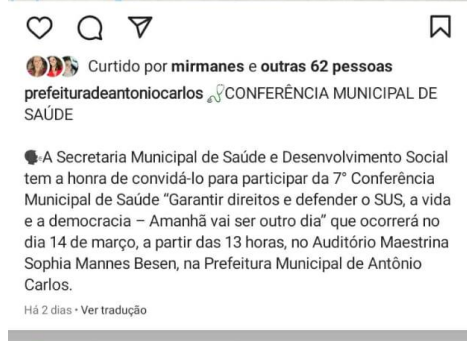 Curtido por mirmanes e outras 62 pessoas
prefeituradeantoniocarlos 🩺CONFERÊNCIA MUNICIPAL DE
SAÚDE
🗣️A Secretaria Municipal de Saúde e Desenvolvimento Social
tem a honra de convidá-lo para participar da 7° Conferência
Municipal de Saúde “Garantir direitos e defender o SUS, a vida
e a democracia – Amanhã vai ser outro dia” que ocorrerá no
dia 14 de março, a partir das 13 horas, no Auditório Maestrina
Sophia Mannes Besen, na Prefeitura Municipal de Antônio
Carlos.
Há 2 dias • Ver tradução